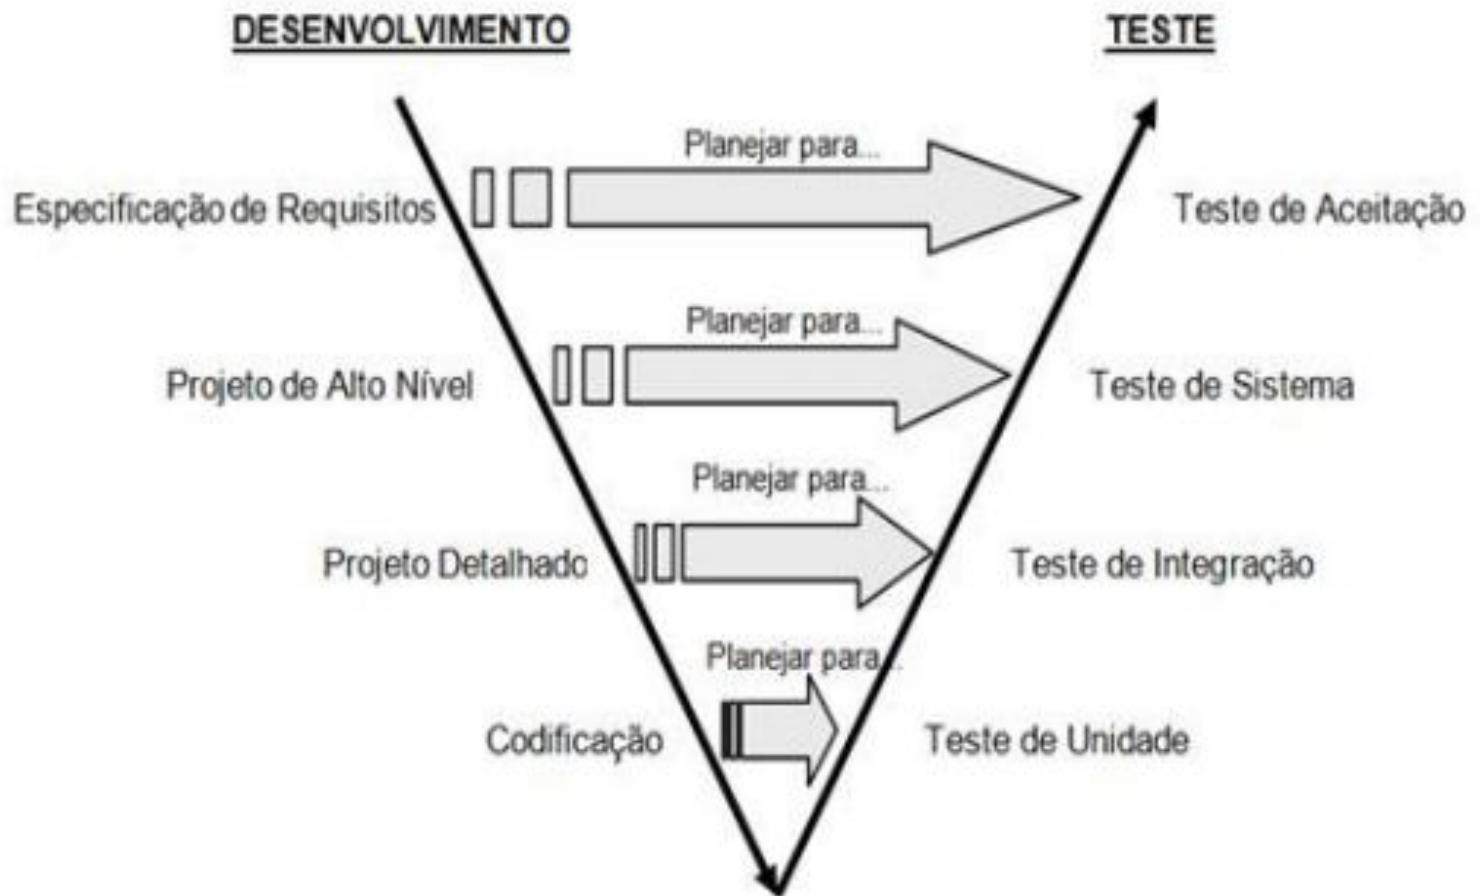 DESENVOLVIMENTO
TESTE
Planejar para...
Especificação de Requisitos
Teste de Aceitação
Planejar para...
Projeto de Alto Nível
Teste de Sistema
Planejar para...
Projeto Detalhado
Teste de Integração
Planejar para...
Codificação
Teste de Unidade